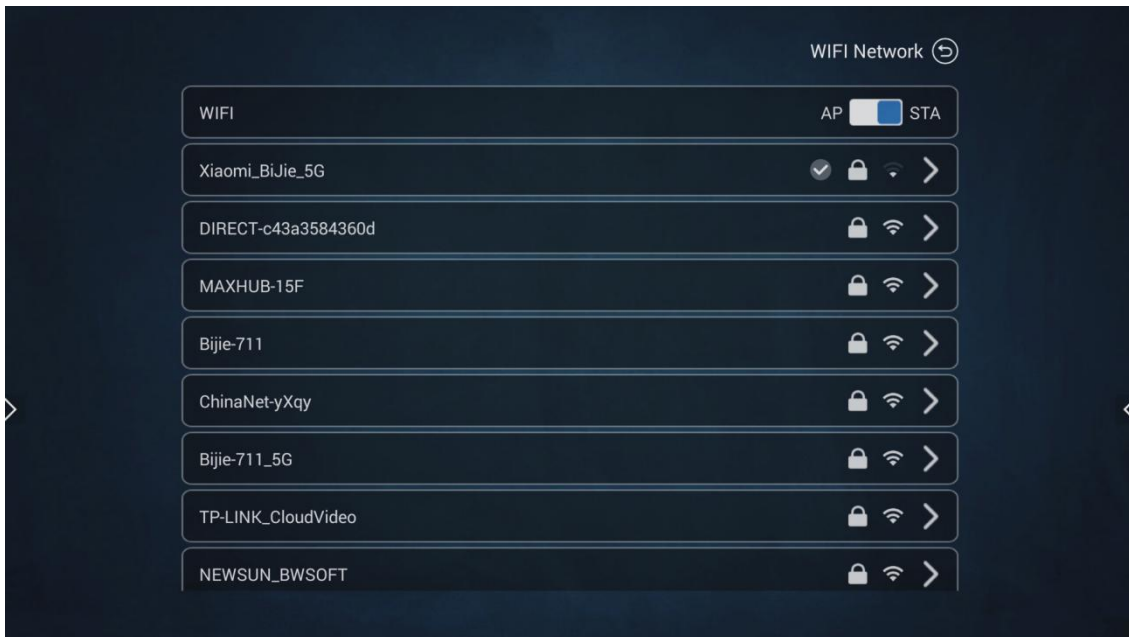 WIFI Network
WIFI AP STA
Xiaomi_BiJie_5G
DIRECT-c43a3584360d
MAXHUB-15F
Bijie-711
ChinaNet-yXqy
Bijie-711_5G
TP-LINK_CloudVideo
NEWSUN_BWSOFT